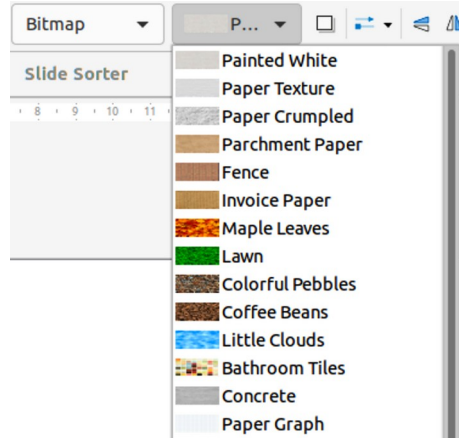 Bitmap P...
Slide Sorter
8 9 10 11
Painted White
Paper Texture
Paper Crumpled
Parchment Paper
Fence
Invoice Paper
Maple Leaves
Lawn
Colorful Pebbles
Coffee Beans
Little Clouds
Bathroom Tiles
Concrete
Paper Graph